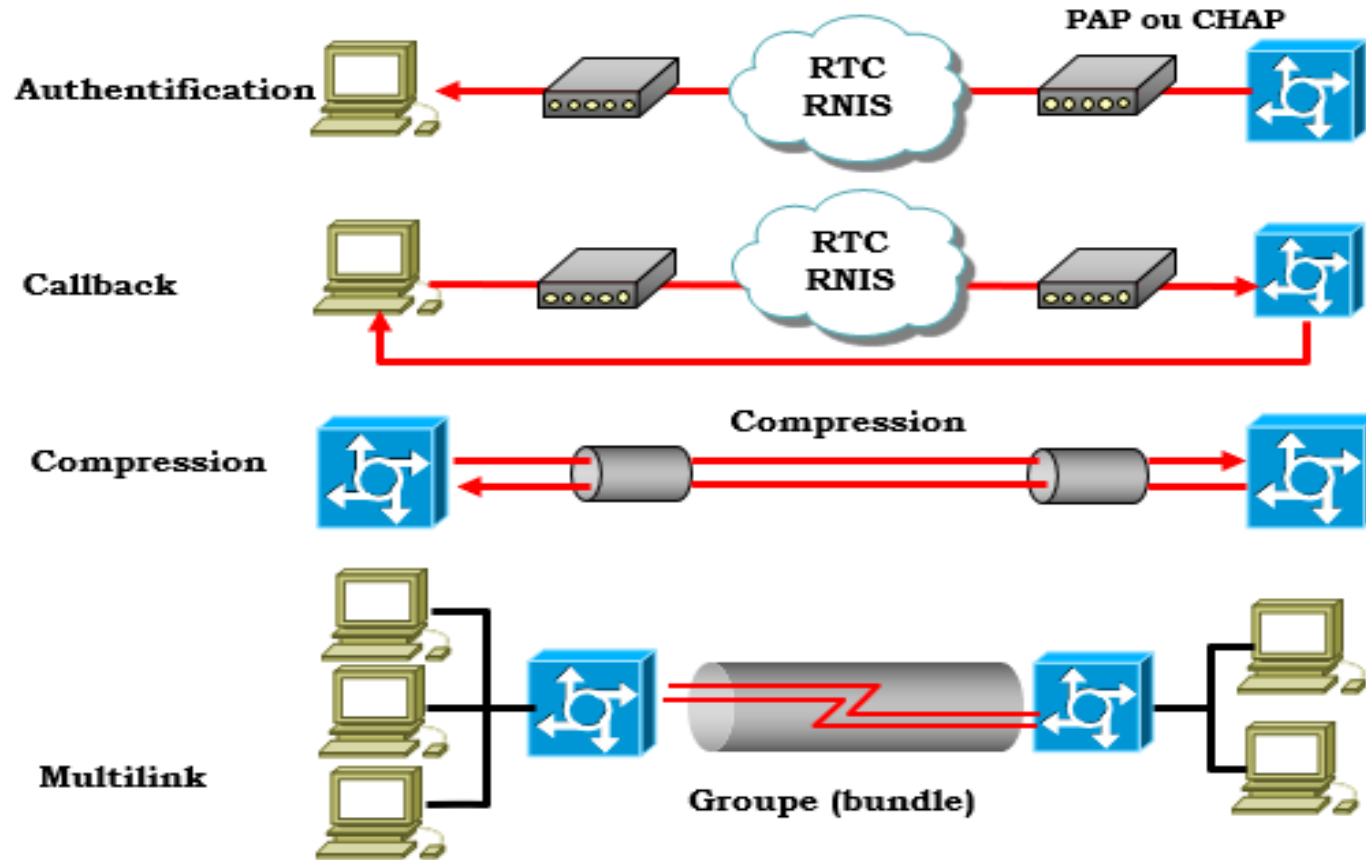 PAP ou CHAP
Authentification
RTC
RNIS
Callback
RTC
RNIS
Compression
Compression
Multilink
Groupe (bundle)